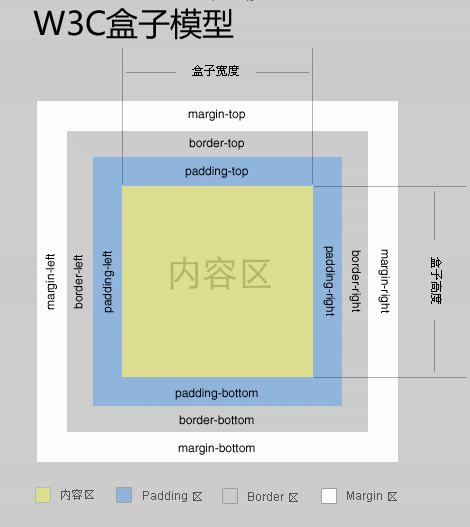 W3C盒子模型
盒子宽度
margin-top
border-top
padding-top
margin-left
border-left
padding-left
内容区
padding-right
border-right
margin-right
盒子高度
padding-bottom
border-bottom
margin-bottom
内容区 Padding 区 Border 区 Margin 区